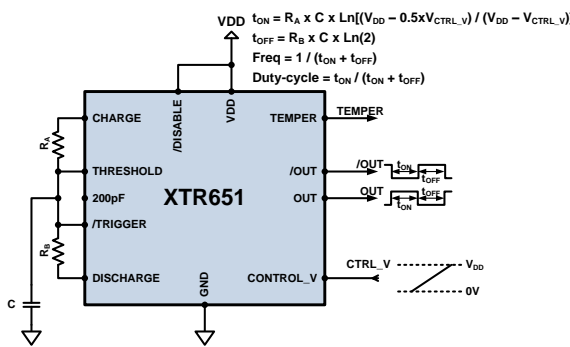 VDD
tON = RA x C x Ln[(VDD – 0.5xVCTRL_V) / (VDD – VCTRL_V)]
tOFF = RB x C x Ln(2)
Freq = 1 / (tON + tOFF)
Duty-cycle = tON / (tON + tOFF)
CHARGE
/DISABLE
VDD
TEMPER
TEMPER
RA
THRESHOLD
/OUT
/OUT
tON
tOFF
200pF
XTR651
OUT
OUT
tON
tOFF
/TRIGGER
RB
DISCHARGE
GND
CONTROL_V
CTRL_V
VDD
0V
C